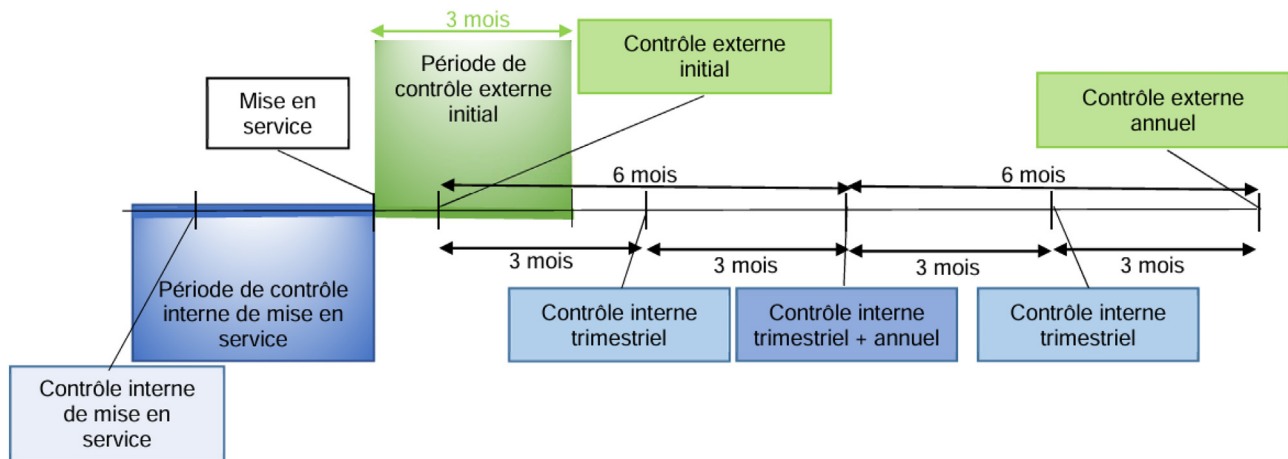 3 mois
Contrôle externe
initial
Période de
contrôle externe
initial
Mise en
service
Contrôle externe
annuel
6 mois
6 mois
3 mois
3 mois
3 mois
3 mois
Période de contrôle
interne de mise en
service
Contrôle interne
trimestriel
Contrôle interne
trimestriel + annuel
Contrôle interne
trimestriel
Contrôle interne
de mise en
service